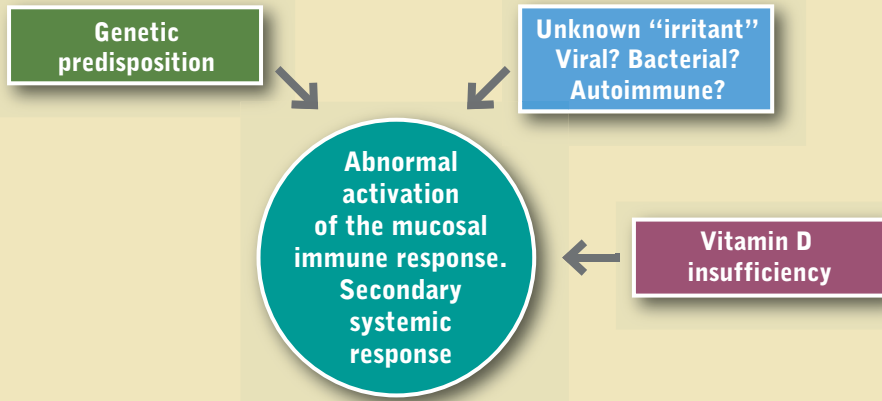 Genetic
predisposition
Unknown “irritant”
Viral? Bacterial?
Autoimmune?
Abnormal
activation
of the mucosal
immune response.
Secondary
systemic
response
Vitamin D
insufficiency